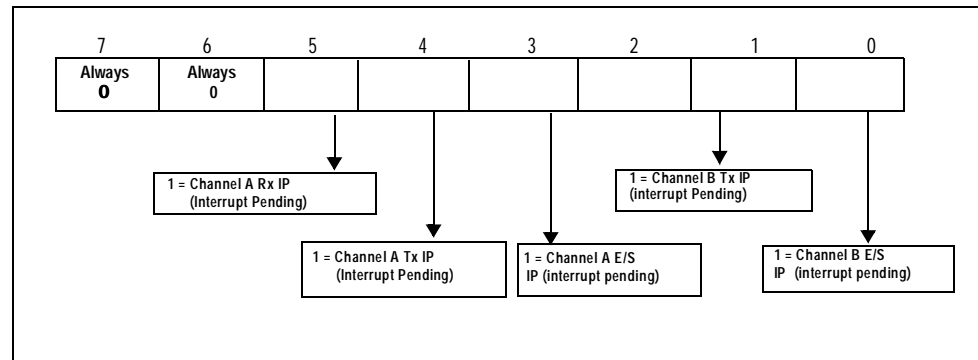 7 6 5 4 3 2 1 0
Always Always
0 0
1 = Channel A Rx IP
(Interrupt Pending)
1 = Channel B Tx IP
(interrupt Pending)
1 = Channel A Tx IP
(Interrupt Pending)
1 = Channel A E/S
IP (interrupt pending)
1 = Channel B E/S
IP (interrupt pending)